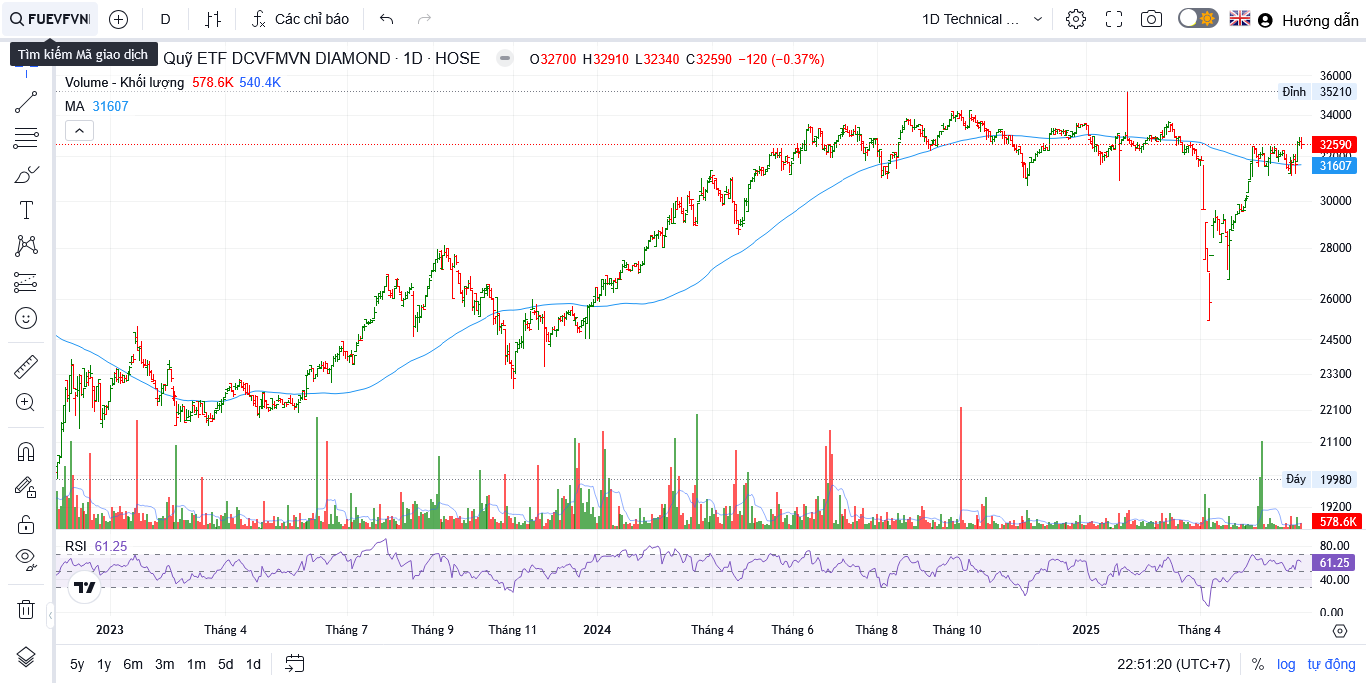 FUEVFVN
D
Các chỉ báo
1D Technical ...
Hướng dẫn
Tìm kiếm Mã giao dịch
Quỹ ETF DCVFMVN DIAMOND · 1D · HOSE
O32700 H32910 L32340 C32590 −120 (−0.37%)
Volume - Khối lượng 578.6K 540.4K
MA 31607
36000
Đỉnh 35210
34000
32590
32000
31607
30000
28000
26000
24500
23300
22100
21100
Đáy 19980
19200
578.6K
RSI 61.25
80.00
61.25
40.00
0.00
2023 Tháng 4 Tháng 7 Tháng 9 Tháng 11 2024 Tháng 4 Tháng 6 Tháng 8 Tháng 10 2025 Tháng 4
5y 1y 6m 3m 1m 5d 1d
22:51:20 (UTC+7) % log tự động